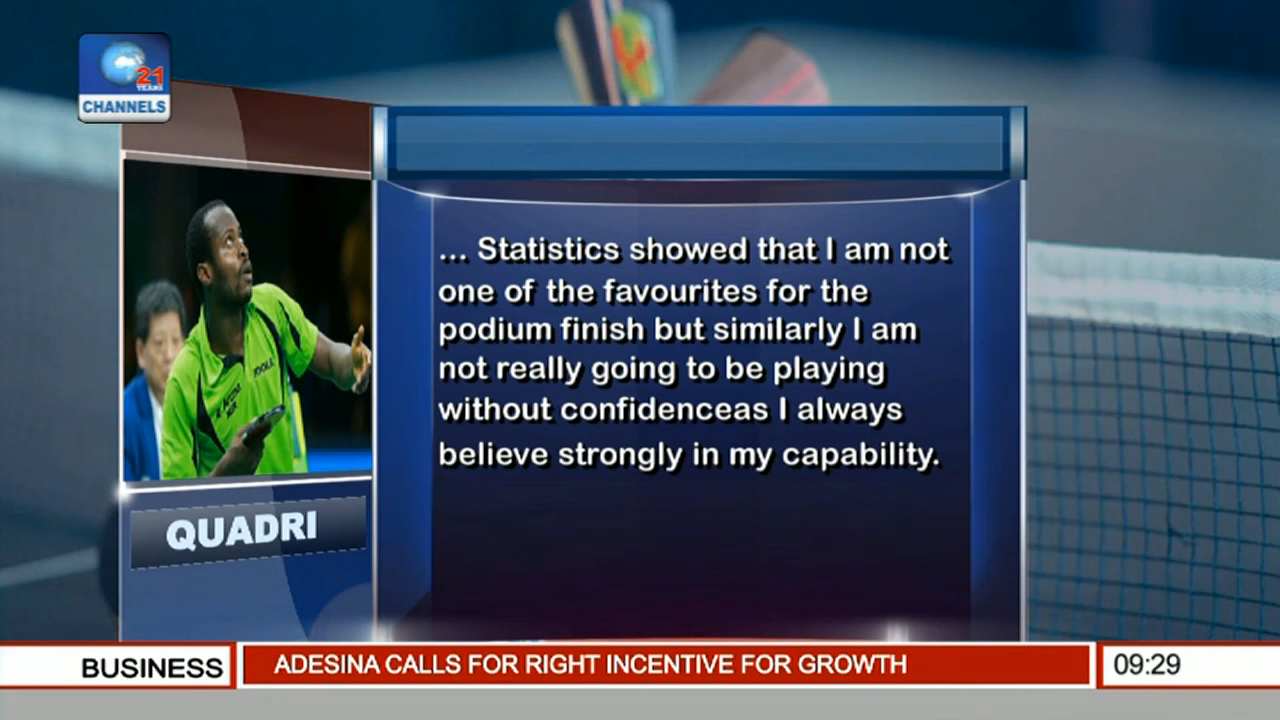 21
YEARS
CHANNELS
... Statistics showed that I am not
one of the favourites for the
podium finish but similarly I am
not really going to be playing
without confidenceas I always
believe strongly in my capability.
JOOLA
QUADRI
BUSINESS
ADESINA CALLS FOR RIGHT INCENTIVE FOR GROWTH
09:29